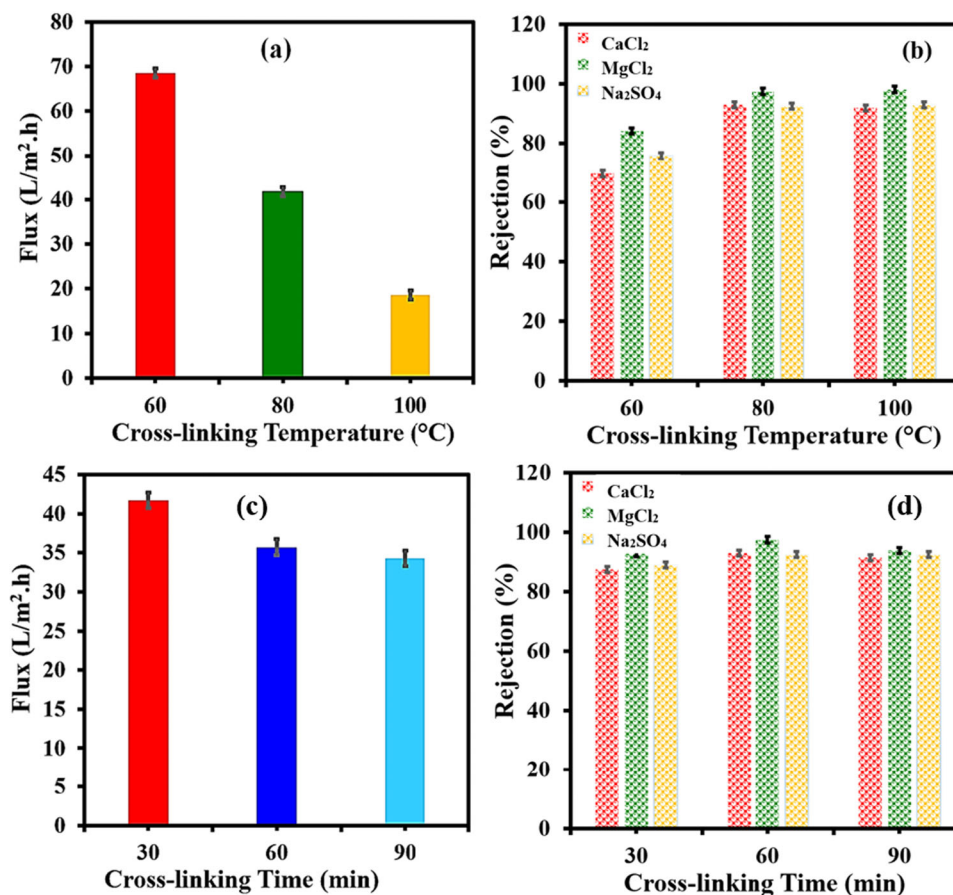 (a)
Flux (L/m².h)
80
70
60
50
40
30
20
10
0
60 80 100
Cross-linking Temperature (°C)
(b)
CaCl₂
MgCl₂
Na₂SO₄
Rejection (%)
120
100
80
60
40
20
0
60 80 100
Cross-linking Temperature (°C)
(c)
Flux (L/m².h)
45
40
35
30
25
20
15
10
5
0
30 60 90
Cross-linking Time (min)
(d)
CaCl₂
MgCl₂
Na₂SO₄
Rejection (%)
120
100
80
60
40
20
0
30 60 90
Cross-linking Time (min)